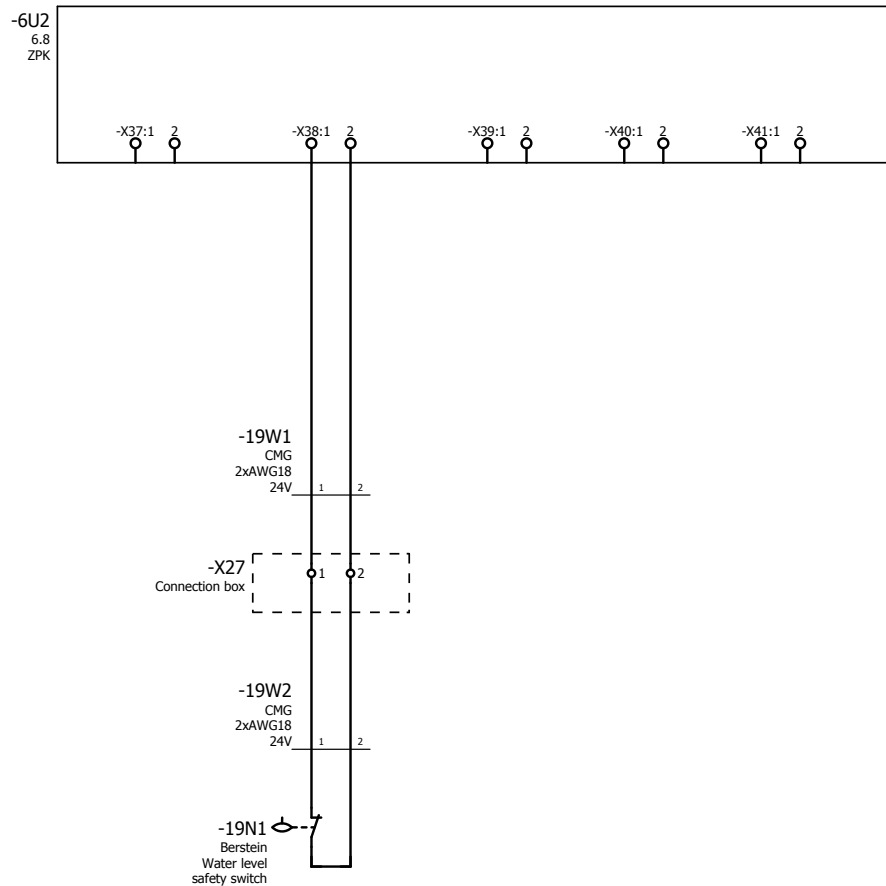 -6U2
6.8
ZPK
-X37:1 2 -X38:1 2 -X39:1 2 -X40:1 2 -X41:1 2
-19W1
CMG
2xAWG18
24V 1 2
-X27 1 2
Connection box
-19W2
CMG
2xAWG18
24V 1 2
-19N1
Berstein
Water level
safety switch